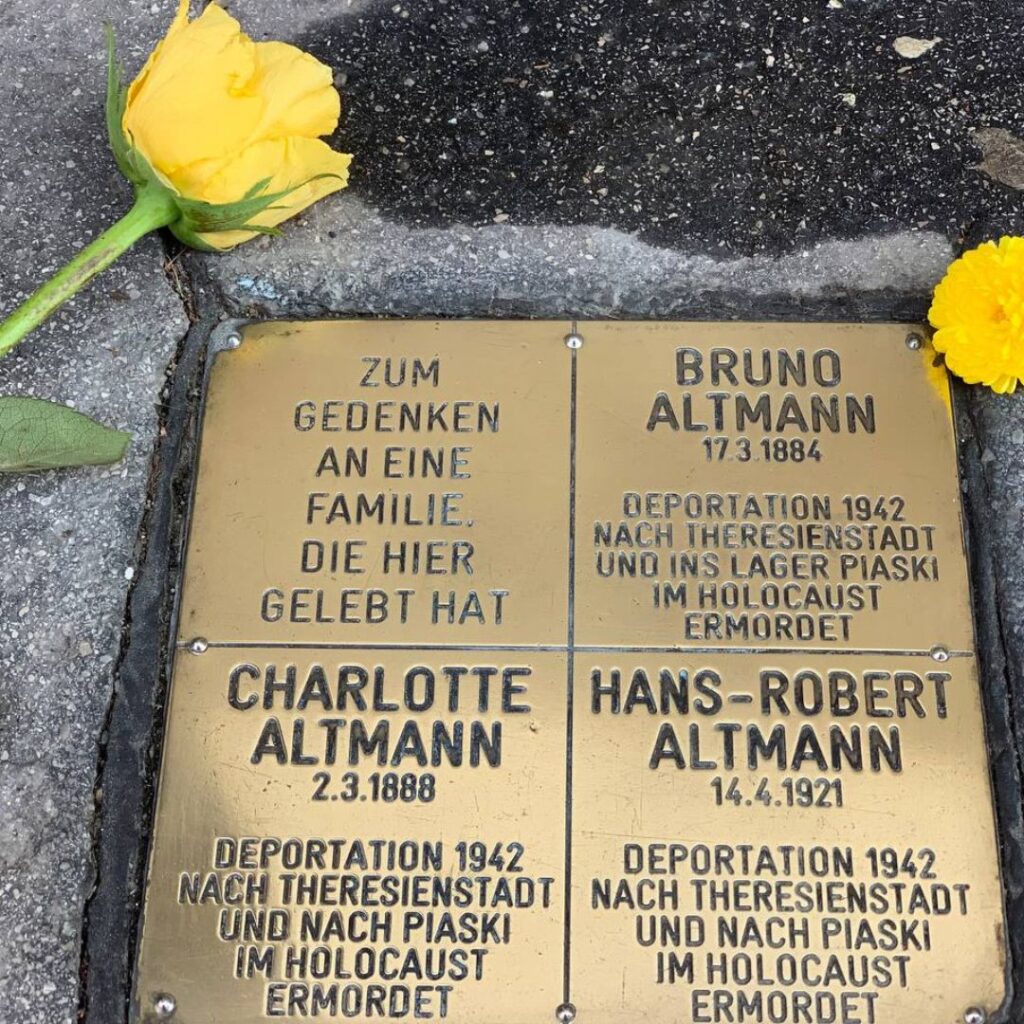 ZUM
GEDENKEN
AN EINE
FAMILIE,
DIE HIER
GELEBT HAT
BRUNO
ALTMANN
17.3.1884
DEPORTATION 1942
NACH THERESIENSTADT
UND INS LAGER PIASKI
IM HOLOCAUST
ERMORDET
CHARLOTTE
ALTMANN
2.3.1888
DEPORTATION 1942
NACH THERESIENSTADT
UND NACH PIASKI
IM HOLOCAUST
ERMORDET
HANS-ROBERT
ALTMANN
14.4.1921
DEPORTATION 1942
NACH THERESIENSTADT
UND NACH PIASKI
IM HOLOCAUST
ERMORDET